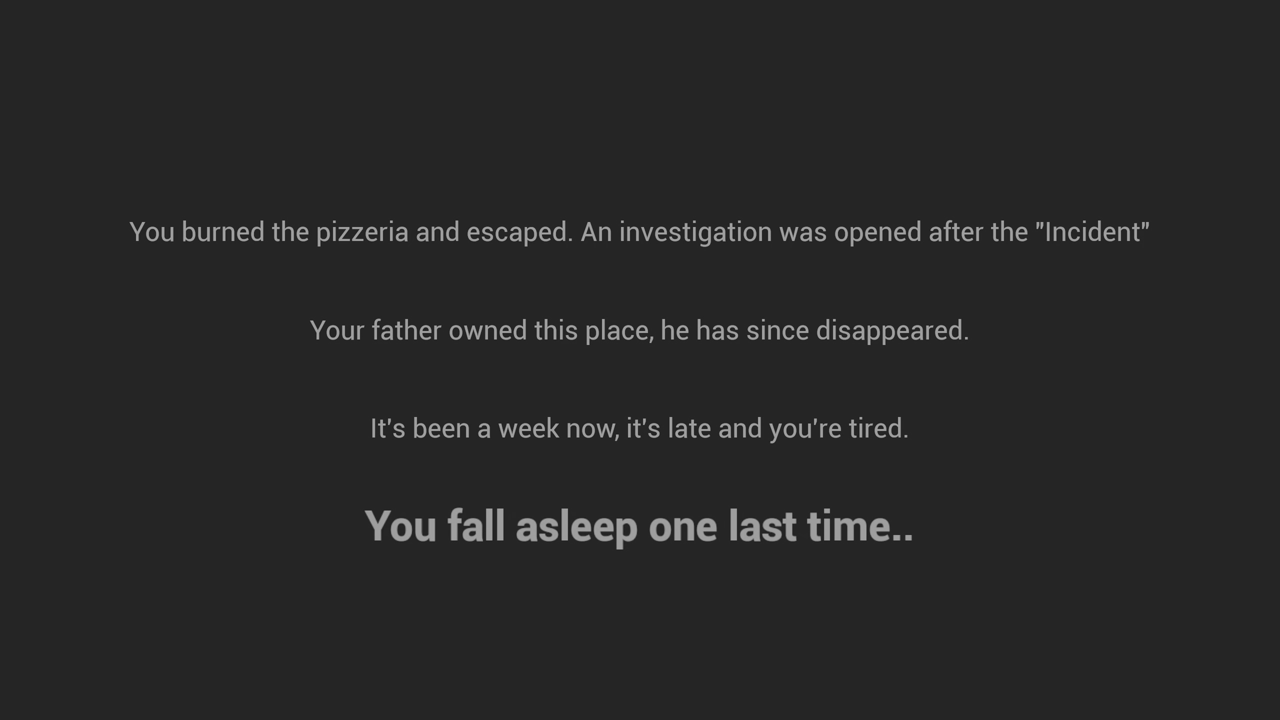 You burned the pizzeria and escaped. An investigation was opened after the "Incident"
Your father owned this place, he has since disappeared.
It's been a week now, it's late and you're tired.
You fall asleep one last time..